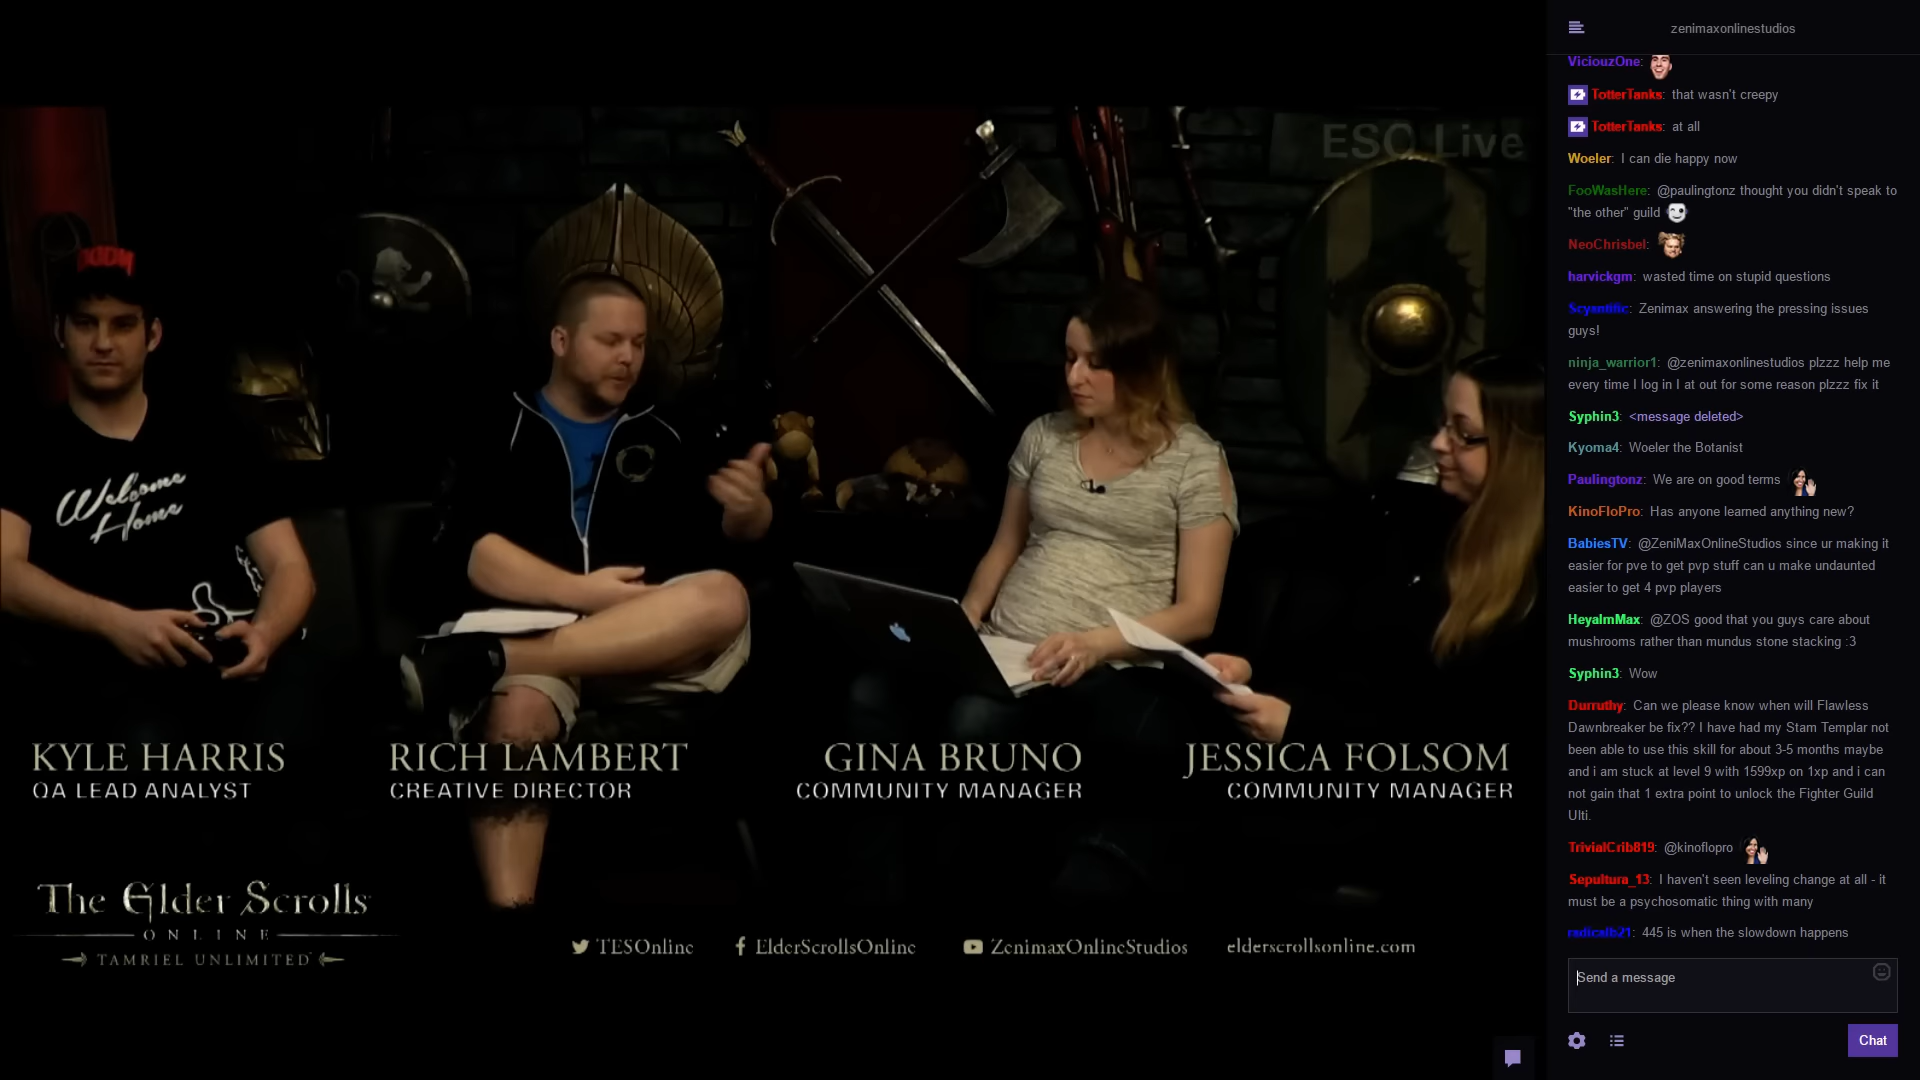 ESO Live
DOOM
Welcome
Home
KYLE HARRIS
QA LEAD ANALYST
RICH LAMBERT
CREATIVE DIRECTOR
GINA BRUNO
COMMUNITY MANAGER
JESSICA FOLSOM
COMMUNITY MANAGER
The Elder Scrolls
ONLINE
TAMRIEL UNLIMITED
TESOnline
ElderScrollsOnline
ZenimaxOnlineStudios
elderscrollsonline.com
zenimaxonlinestudios
ViciouzOne:
TotterTanks: that wasn't creepy
TotterTanks: at all
Woeler: I can die happy now
FooWasHere: @paulingtonz thought you didn't speak to
"the other" guild
NeoChrisbel:
harvickgm: wasted time on stupid questions
Scyantific: Zenimax answering the pressing issues
guys!
ninja_warrior1: @zenimaxonlinestudios plzzz help me
every time I log in I at out for some reason plzzz fix it
Syphin3: <message deleted>
Kyoma4: Woeler the Botanist
Paulingtonz: We are on good terms
KinoFloPro: Has anyone learned anything new?
BabiesTV: @ZeniMaxOnlineStudios since ur making it
easier for pve to get pvp stuff can u make undaunted
easier to get 4 pvp players
HeyaImMax: @ZOS good that you guys care about
mushrooms rather than mundus stone stacking :3
Syphin3: Wow
Durruthy: Can we please know when will Flawless
Dawnbreaker be fix?? I have had my Stam Templar not
been able to use this skill for about 3-5 months maybe
and i am stuck at level 9 with 1599xp on 1xp and i can
not gain that 1 extra point to unlock the Fighter Guild
Ulti.
TrivialCrib819: @kinoflopro
Sepultura_13: I haven't seen leveling change at all - it
must be a psychosomatic thing with many
radicalb21: 445 is when the slowdown happens
Send a message
Chat